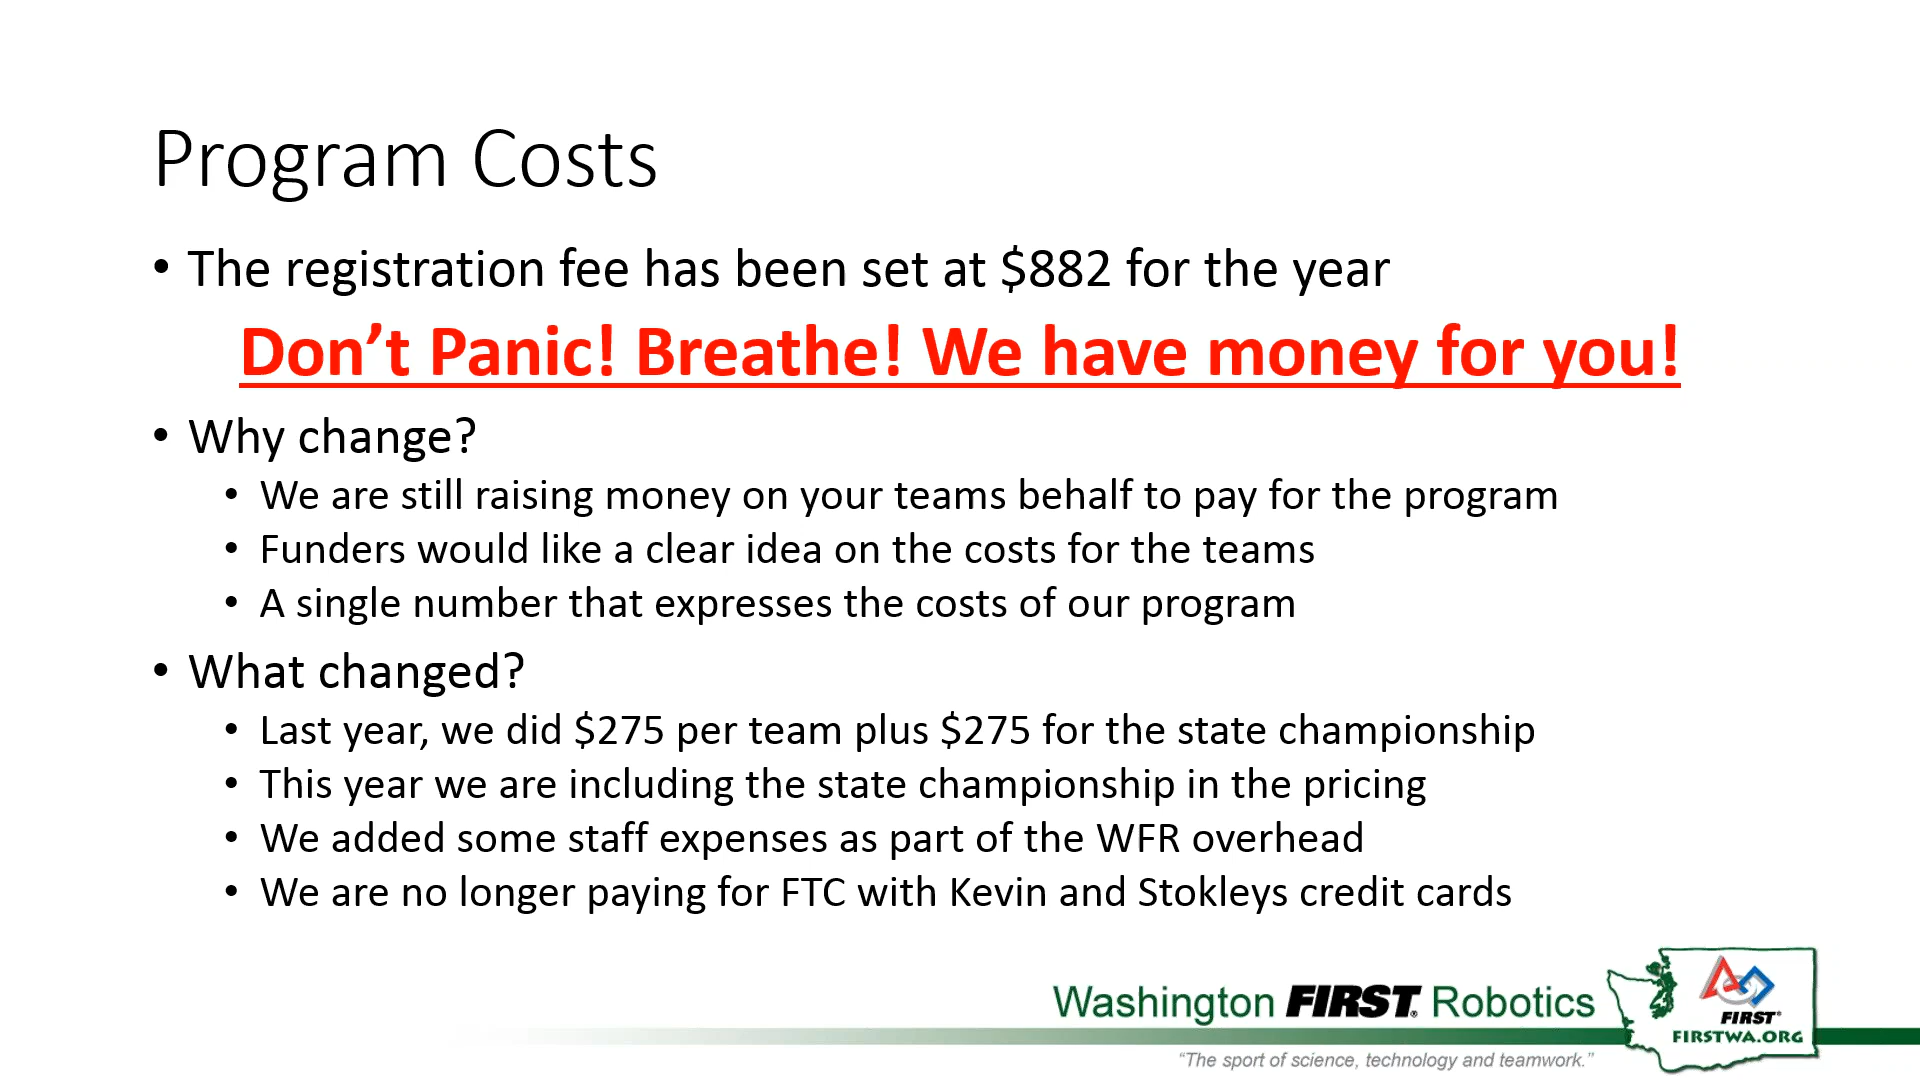 Program Costs
• The registration fee has been set at $882 for the year
Don’t Panic! Breathe! We have money for you!
• Why change?
• We are still raising money on your teams behalf to pay for the program
• Funders would like a clear idea on the costs for the teams
• A single number that expresses the costs of our program
• What changed?
• Last year, we did $275 per team plus $275 for the state championship
• This year we are including the state championship in the pricing
• We added some staff expenses as part of the WFR overhead
• We are no longer paying for FTC with Kevin and Stokleys credit cards
Washington FIRST® Robotics
FIRST®
FIRSTWA.ORG
“The sport of science, technology and teamwork.”